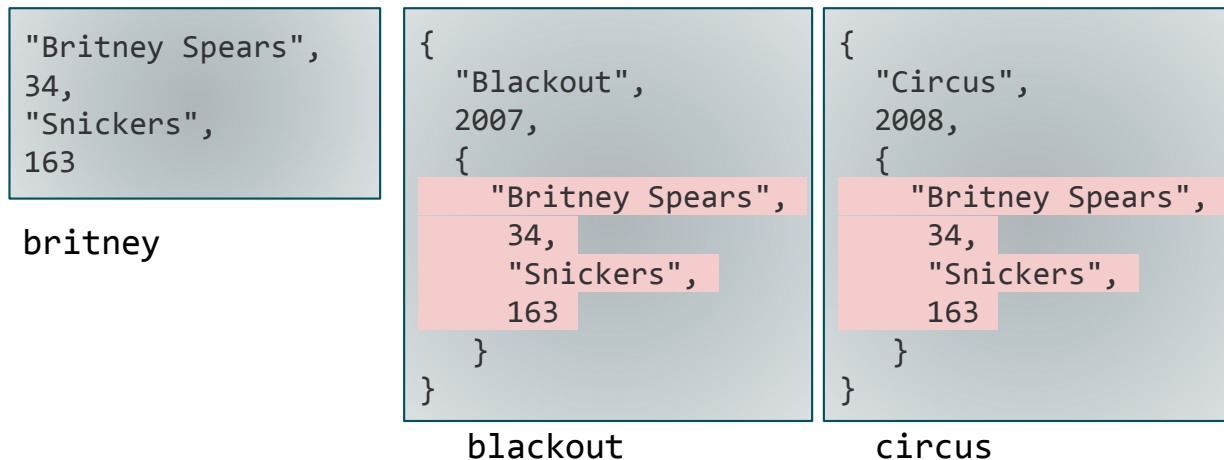 "Britney Spears",
34,
"Snickers",
163
britney
{
"Blackout",
2007,
{
"Britney Spears",
34,
"Snickers",
163
}
}
blackout
{
"Circus",
2008,
{
"Britney Spears",
34,
"Snickers",
163
}
}
circus